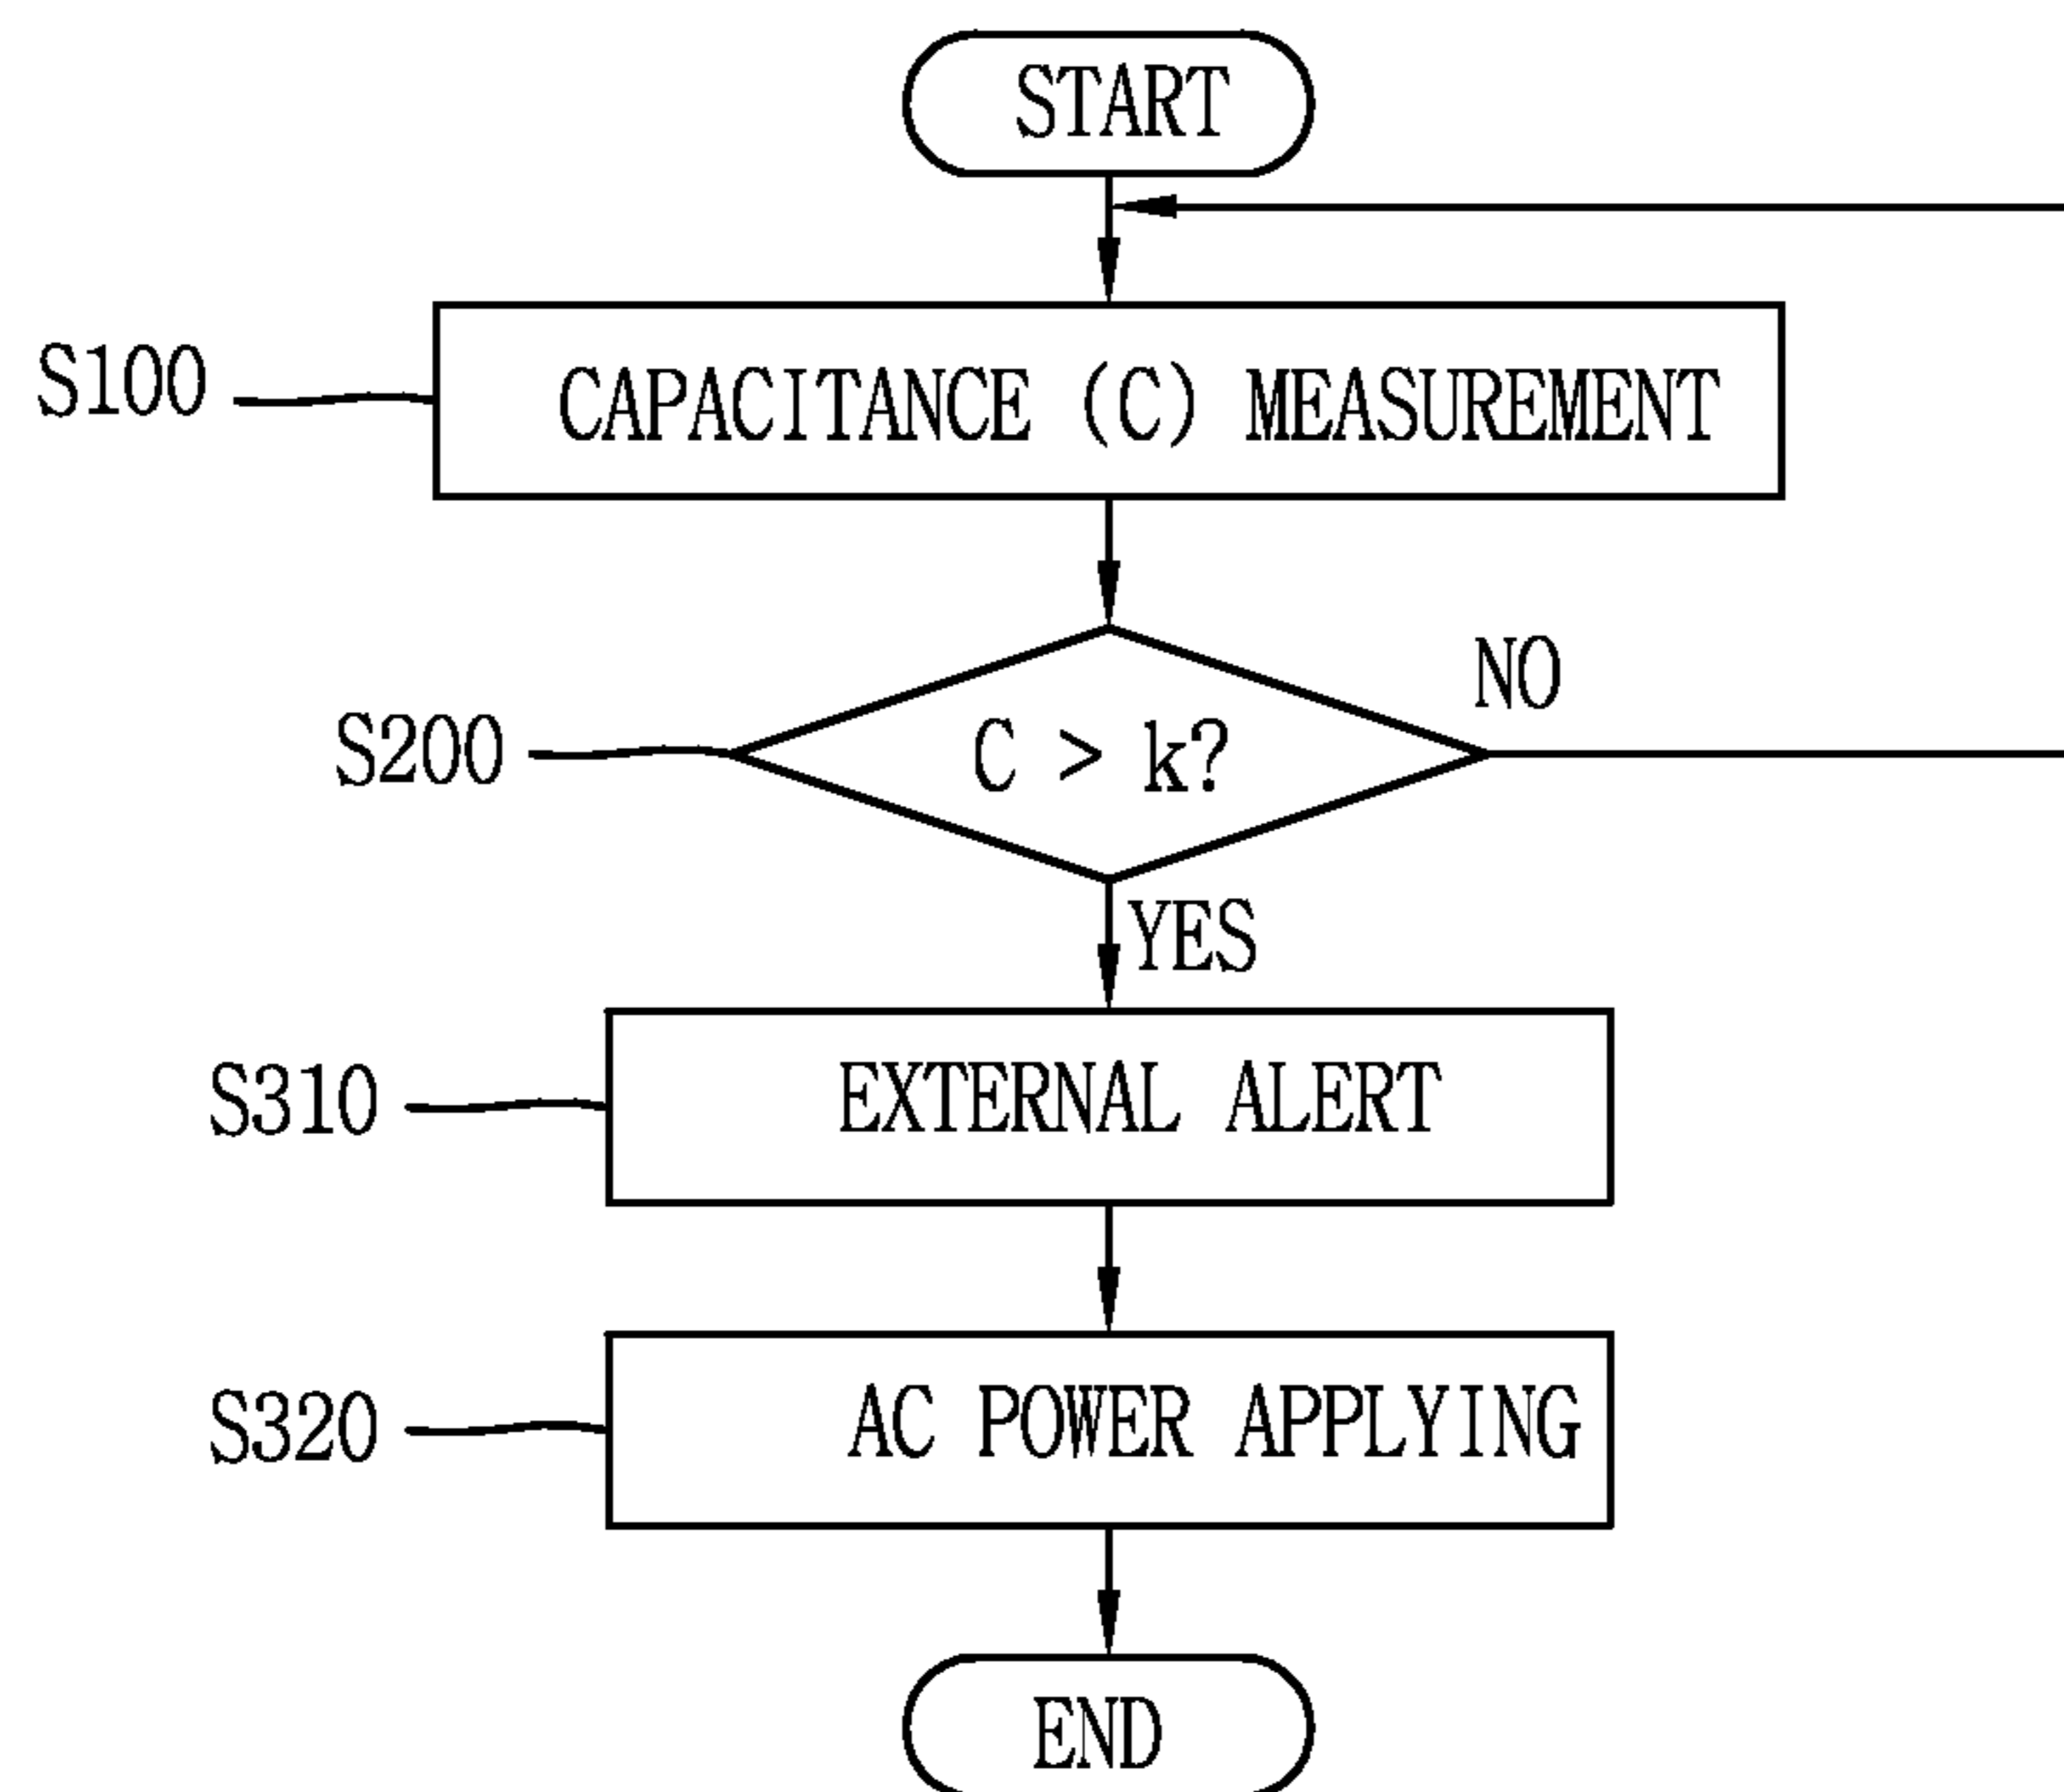 START
S100
CAPACITANCE (C) MEASUREMENT
NO
S200
C > k?
YES
S310
EXTERNAL ALERT
S320
AC POWER APPLYING
END